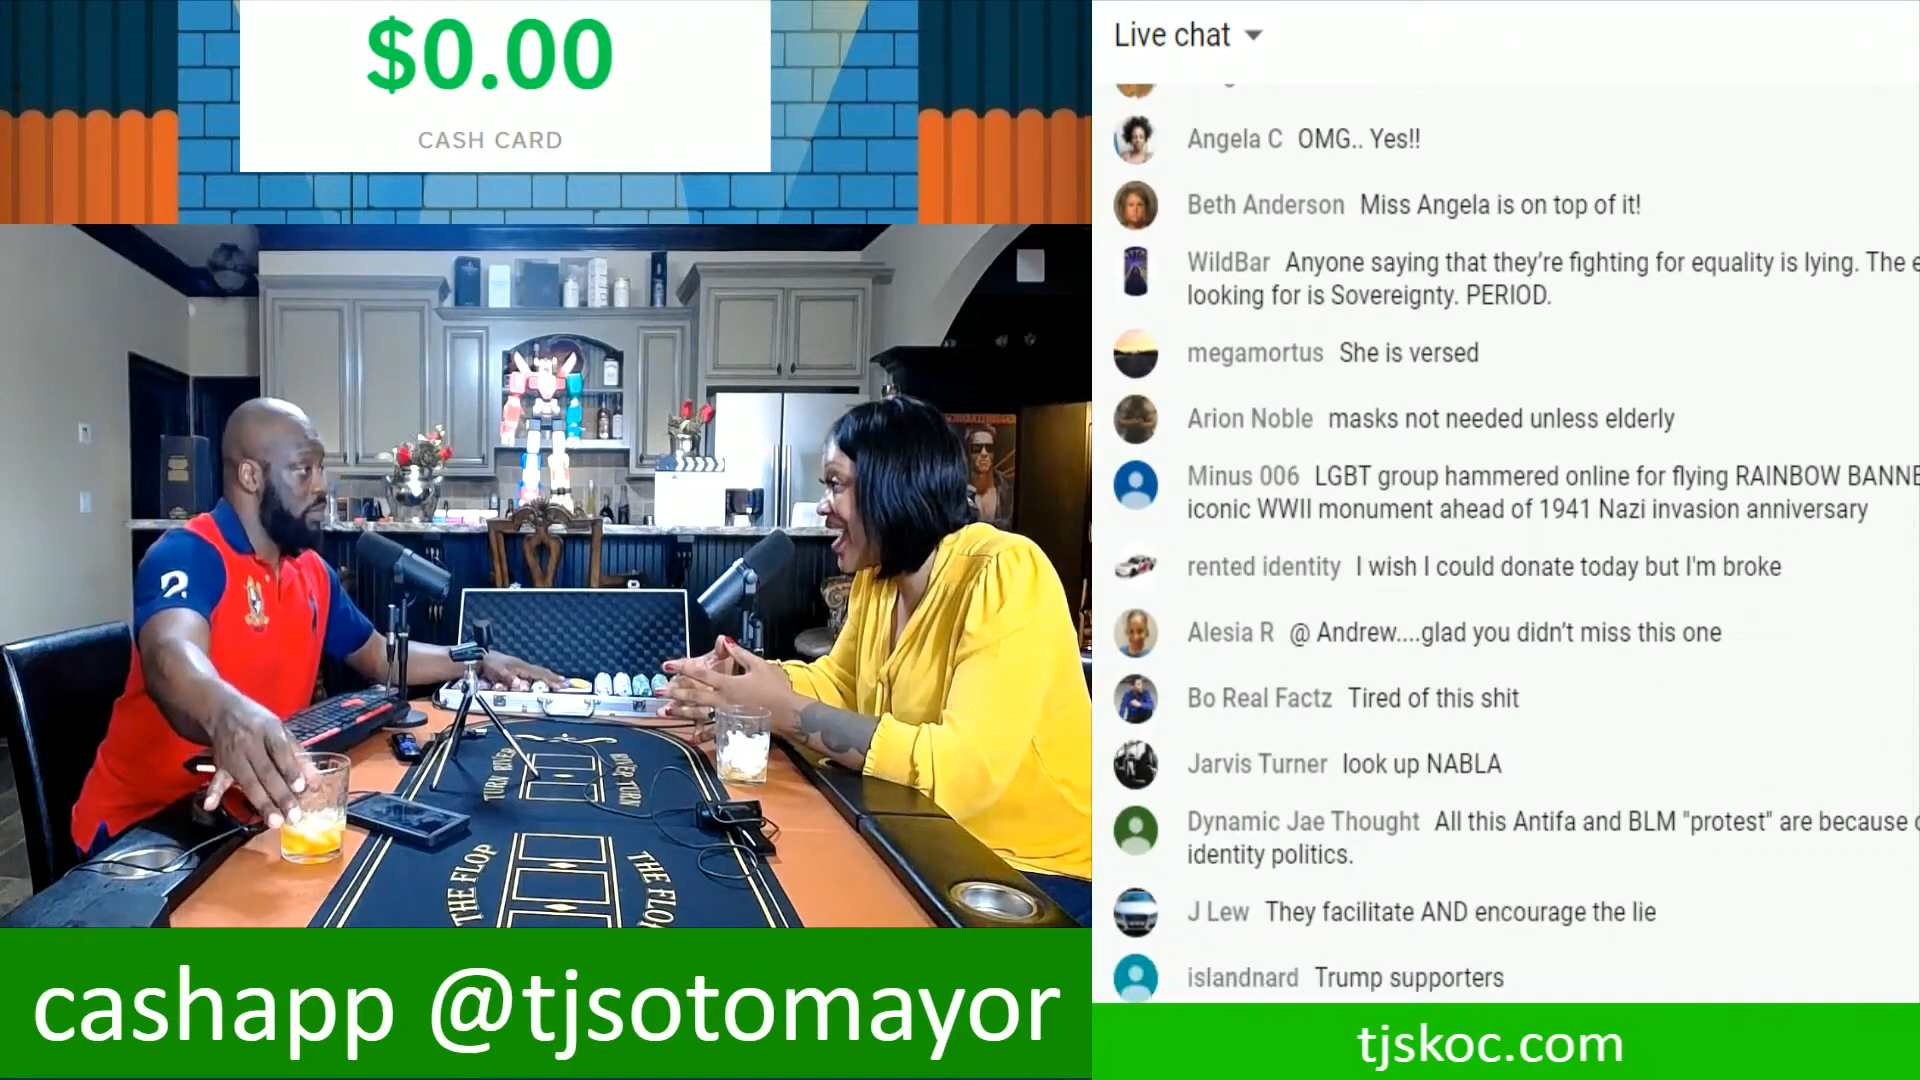 $0.00
CASH CARD
Live chat
Angela C OMG.. Yes!!
Beth Anderson Miss Angela is on top of it!
WildBar Anyone saying that they're fighting for equality is lying. The e
looking for is Sovereignty. PERIOD.
megamortus She is versed
Arion Noble masks not needed unless elderly
Minus 006 LGBT group hammered online for flying RAINBOW BANNE
iconic WWII monument ahead of 1941 Nazi invasion anniversary
rented identity I wish I could donate today but I'm broke
Alesia R @ Andrew....glad you didn't miss this one
Bo Real Factz Tired of this shit
Jarvis Turner look up NABLA
Dynamic Jae Thought All this Antifa and BLM "protest" are because o
identity politics.
J Lew They facilitate AND encourage the lie
islandnard Trump supporters
2
TURN RIVER
RIVER TURN
THE FLOP
THE FLOP
cashapp @tjsotomayor
tjskoc.com